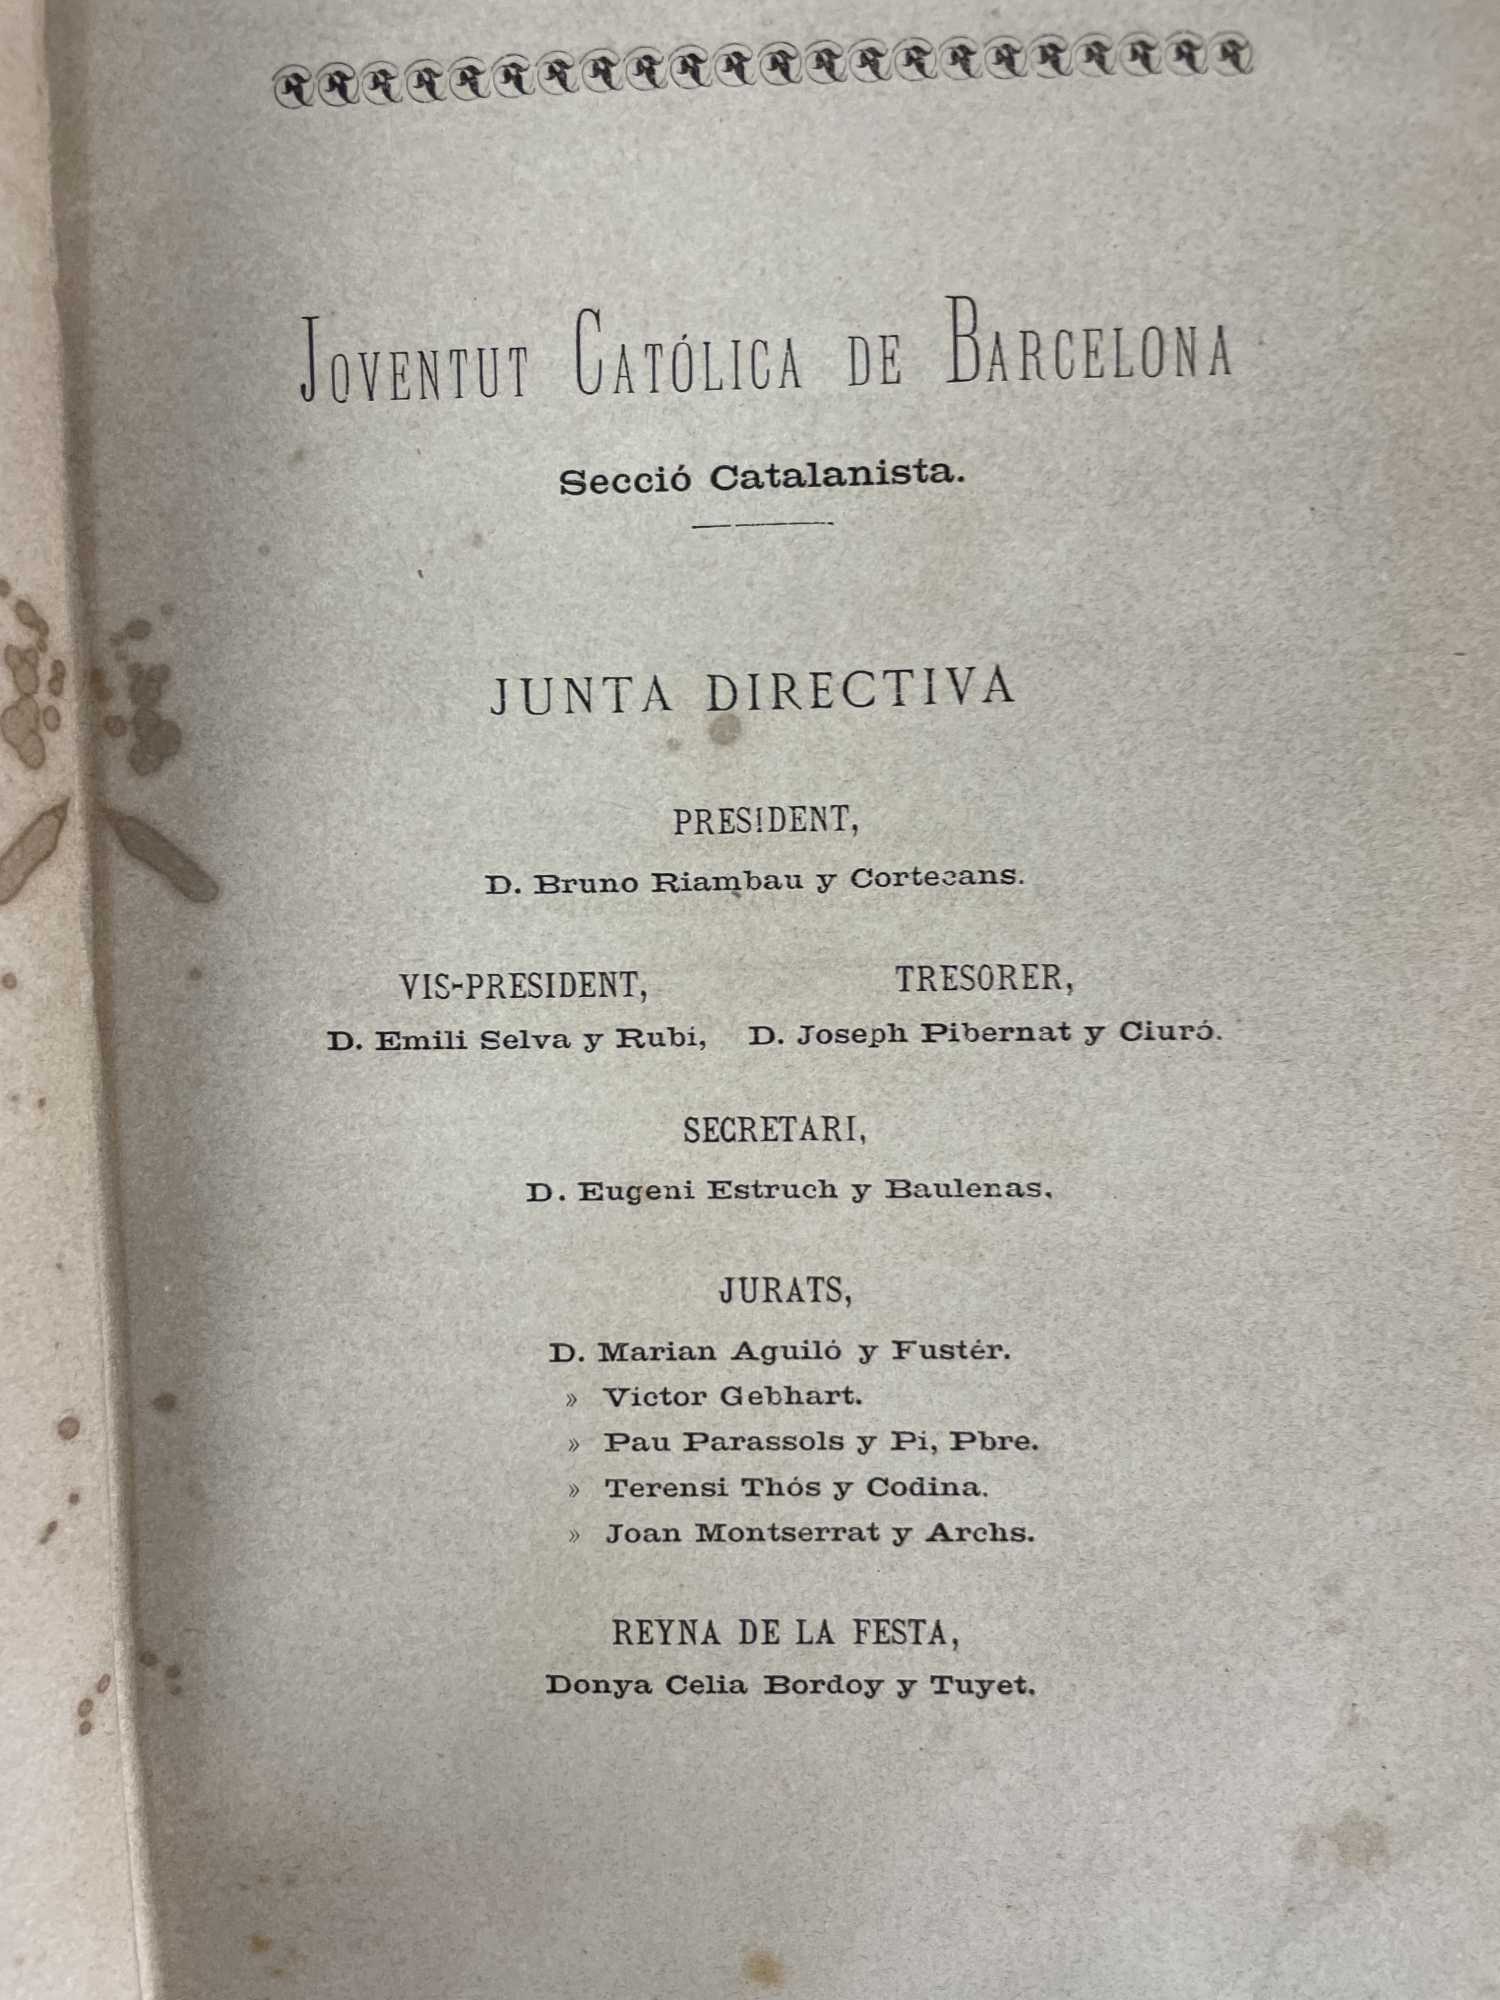 JOVENTUT CATÓLICA DE BARCELONA
Secció Catalanista.
JUNTA DIRECTIVA
PRESIDENT,
D. Bruno Riambau y Cortecans.
VIS-PRESIDENT,
D. Emili Selva y Rubí,
TRESORER,
D. Joseph Pibernat y Ciuró.
SECRETARI,
D. Eugeni Estruch y Baulenas.
JURATS,
D. Marian Aguiló y Fustér.
» Victor Gebhart.
» Pau Parassols y Pi, Pbre.
» Terensi Thós y Codina.
» Joan Montserrat y Archs.
REYNA DE LA FESTA,
Donya Celia Bordoy y Tuyet.